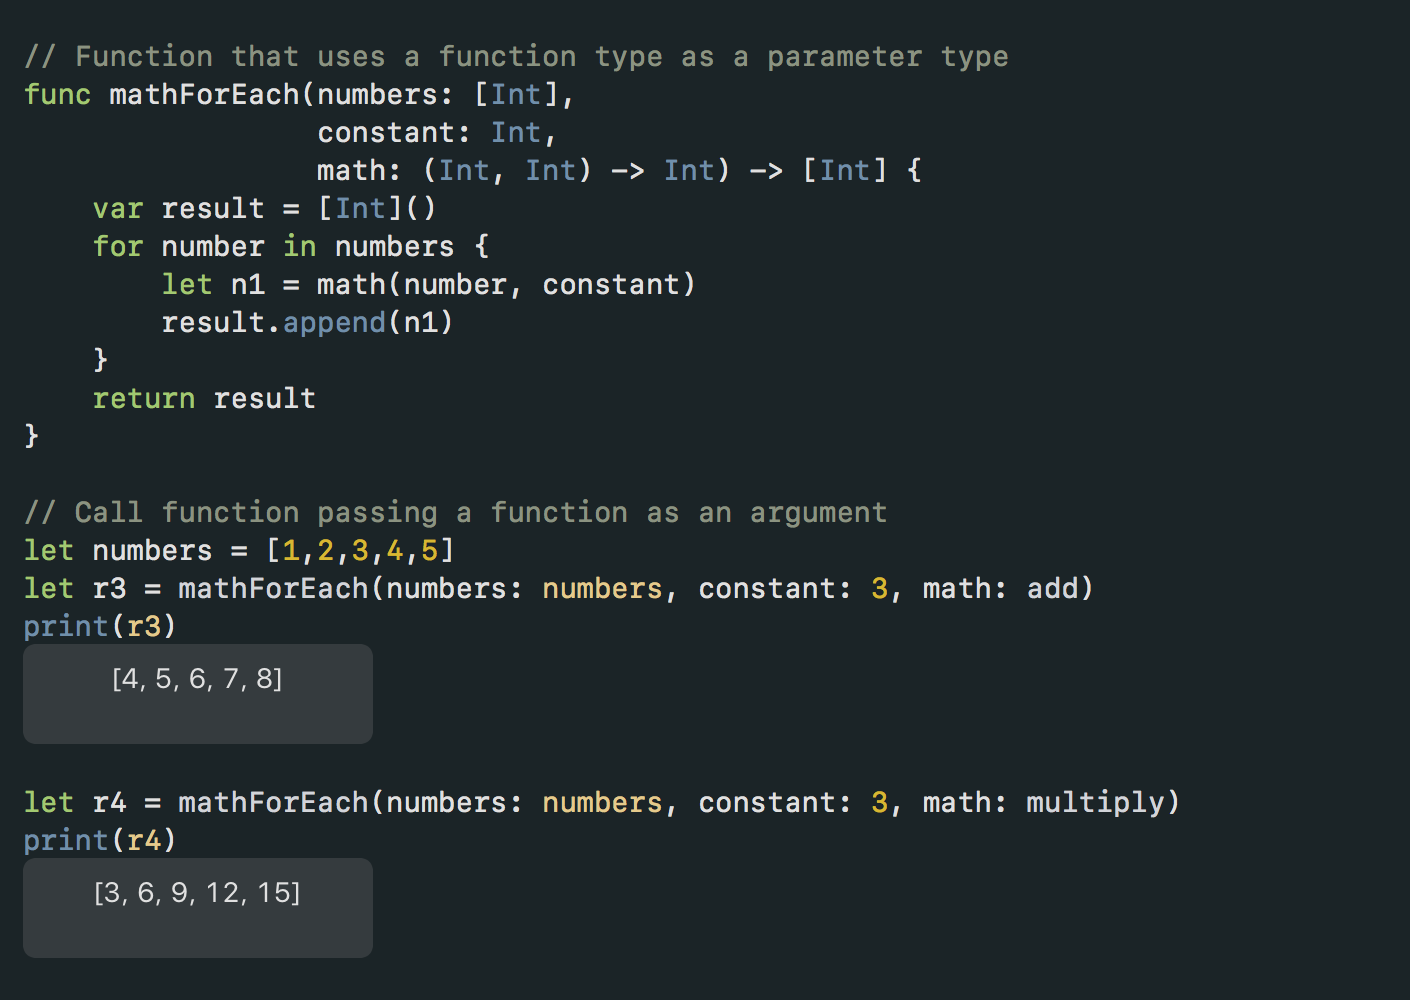 // Function that uses a function type as a parameter type
func mathForEach(numbers: [Int],
                 constant: Int,
                 math: (Int, Int) -> Int) -> [Int] {
    var result = [Int]()
    for number in numbers {
        let n1 = math(number, constant)
        result.append(n1)
    }
    return result
}

// Call function passing a function as an argument
let numbers = [1,2,3,4,5]
let r3 = mathForEach(numbers: numbers, constant: 3, math: add)
print(r3)
[4, 5, 6, 7, 8]

let r4 = mathForEach(numbers: numbers, constant: 3, math: multiply)
print(r4)
[3, 6, 9, 12, 15]